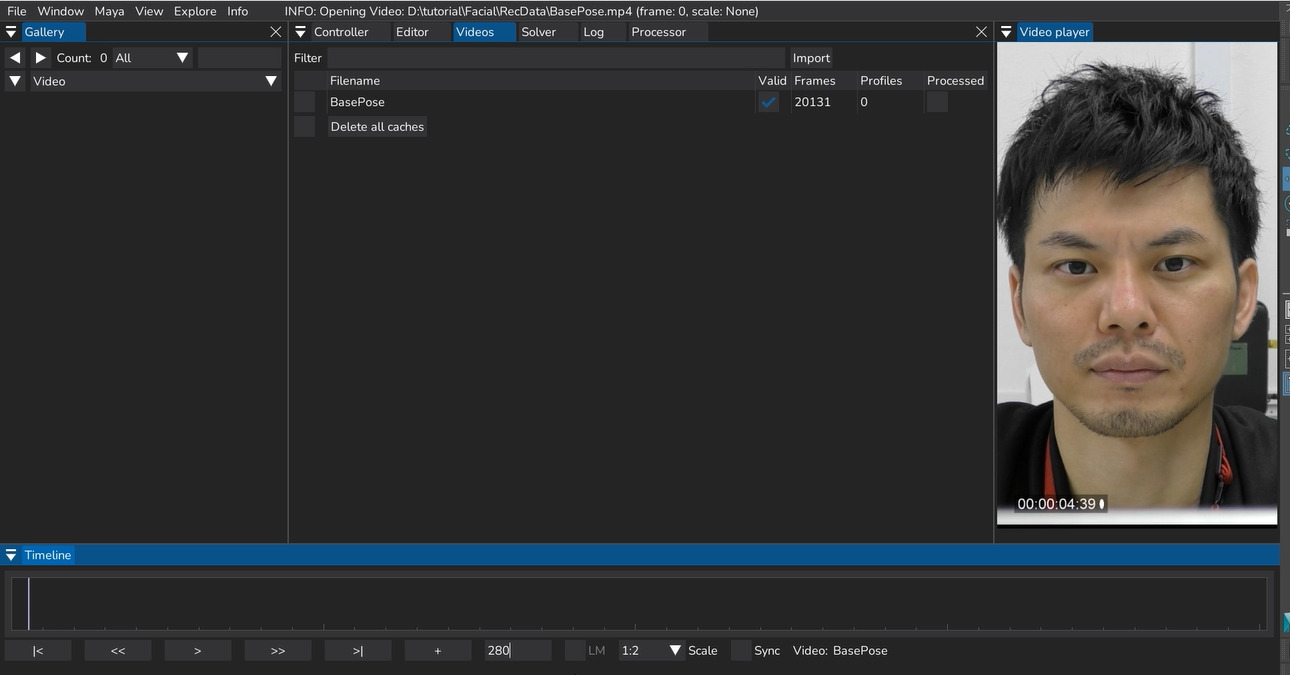 File Window Maya View Explore Info INFO: Opening Video: D:\tutorial\Facial\RecData\BasePose.mp4 (frame: 0, scale: None)
Gallery
Count: 0 All
Video
Controller Editor Videos Solver Log Processor
Filter Import
Filename Valid Frames Profiles Processed
BasePose 20131 0
Delete all caches
Video player
00:00:04:39
Timeline
|< << > >> >| + 280 LM 1:2 Scale Sync Video: BasePose